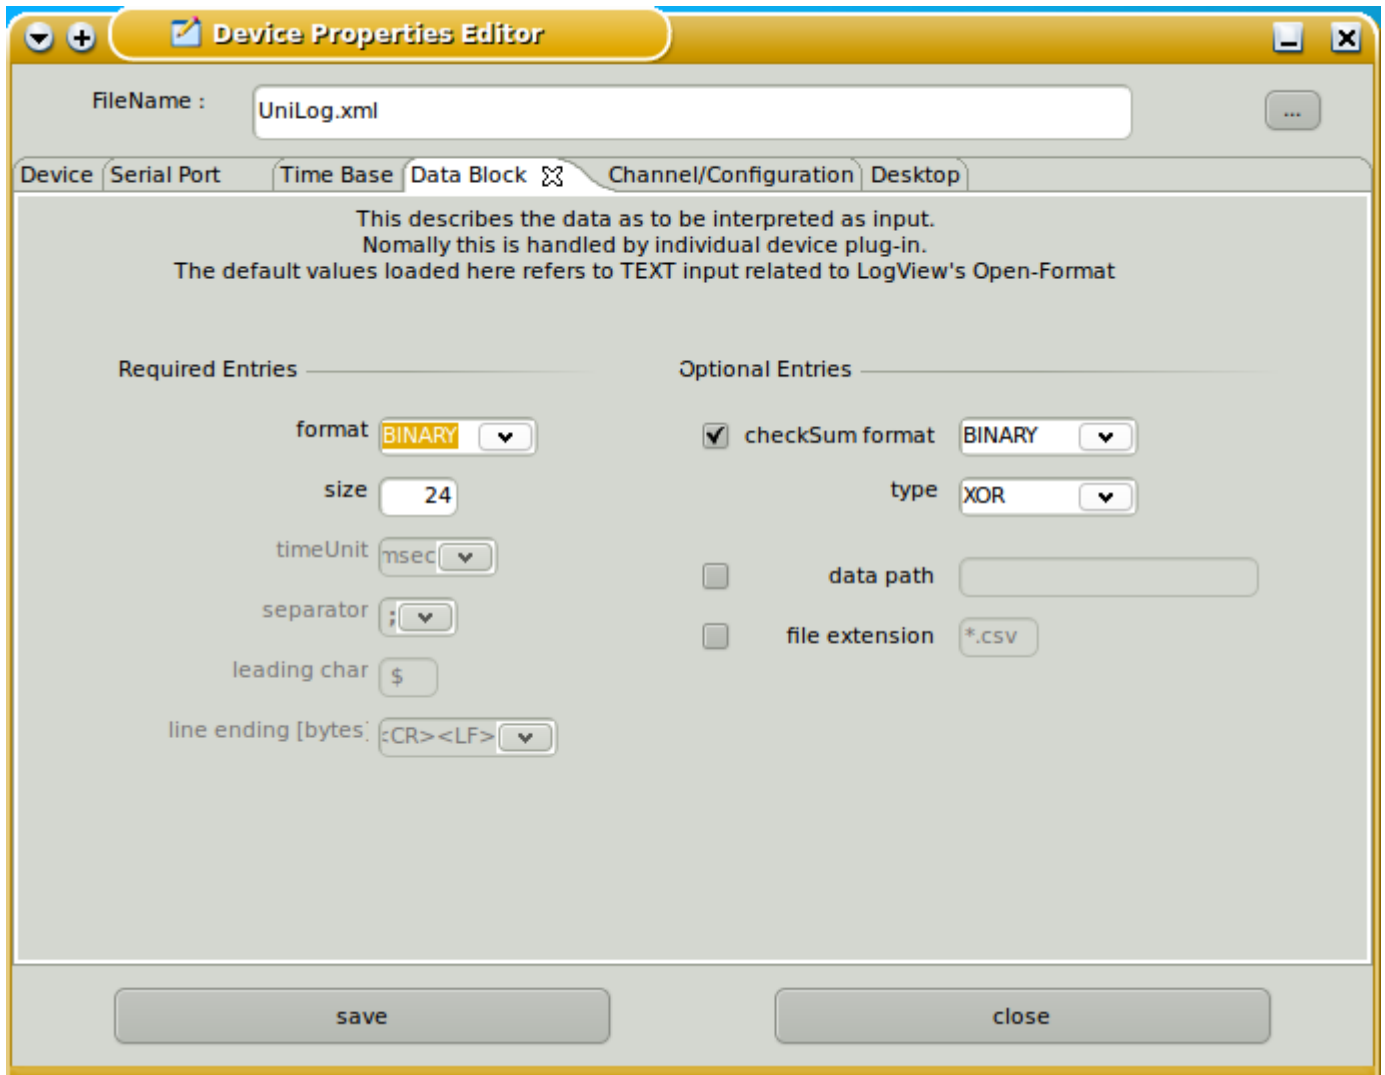 Device Properties Editor
FileName :
UniLog.xml
...
Device
Serial Port
Time Base
Data Block
Channel/Configuration
Desktop
This describes the data as to be interpreted as input.
Nomally this is handled by individual device plug-in.
The default values loaded here refers to TEXT input related to LogView's Open-Format
Required Entries
format BINARY
size 24
timeUnit msec
separator ;
leading char $
line ending [bytes] <CR><LF>
Optional Entries
checkSum format BINARY
type XOR
data path
file extension *.csv
save
close